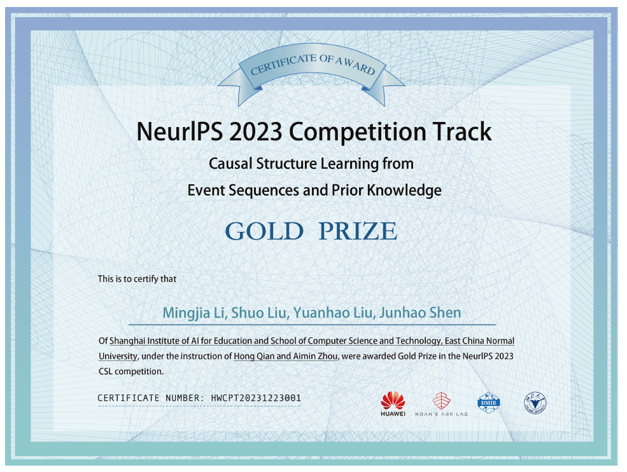 CERTIFICATE OF AWARD
NeurlPS 2023 Competition Track
Causal Structure Learning from
Event Sequences and Prior Knowledge
GOLD PRIZE
This is to certify that
Mingjia Li, Shuo Liu, Yuanhao Liu, Junhao Shen
Of Shanghai Institute of AI for Education and School of Computer Science and Technology, East China Normal
University, under the instruction of Hong Qian and Aimin Zhou, were awarded Gold Prize in the NeurlPS 2023
CSL competition.
CERTIFICATE NUMBER: HWCPT20231223001
HUAWEI
NOAH'S ARK LAB
DMIR